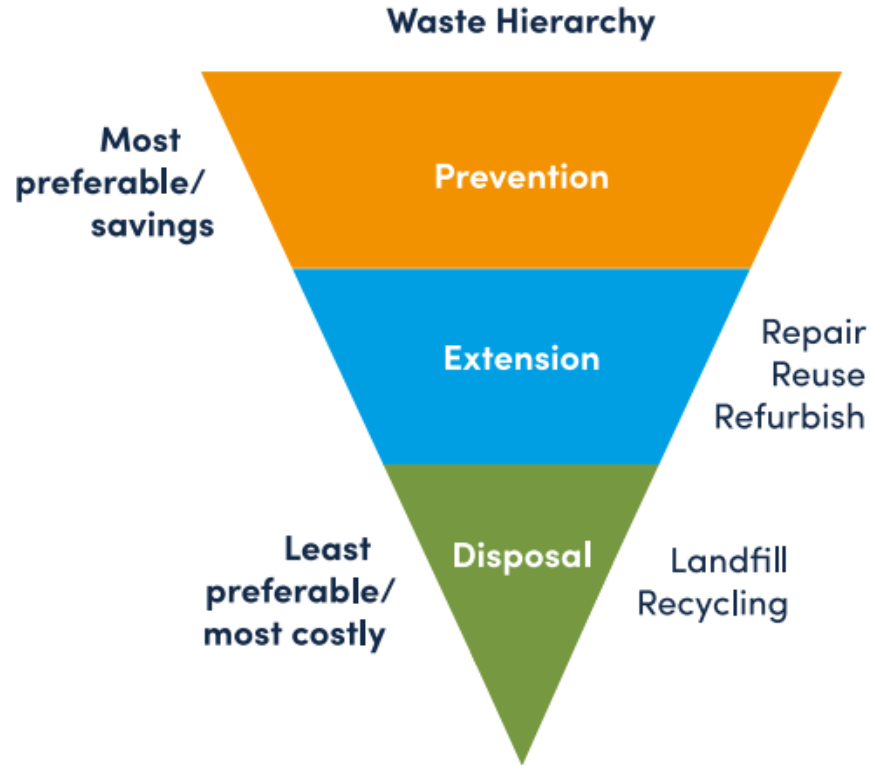 Waste Hierarchy
Most
preferable/
savings
Prevention
Extension
Repair
Reuse
Refurbish
Least
preferable/
most costly
Disposal
Landfill
Recycling